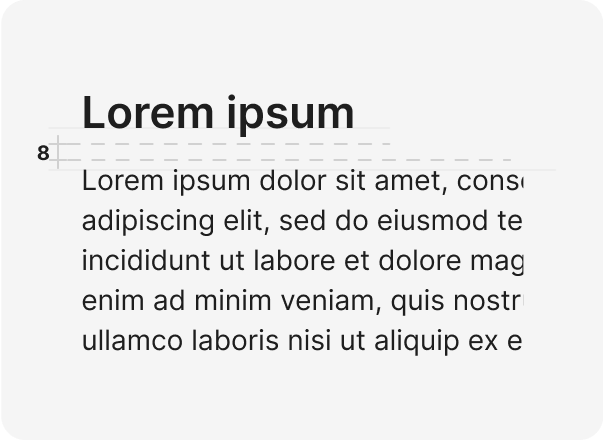 Lorem ipsum
8
Lorem ipsum dolor sit amet,
adipiscing elit, sed do eiusmod
incididunt ut labore et dolore
enim ad minim veniam, quis
ullamco laboris nisi ut aliquip ex